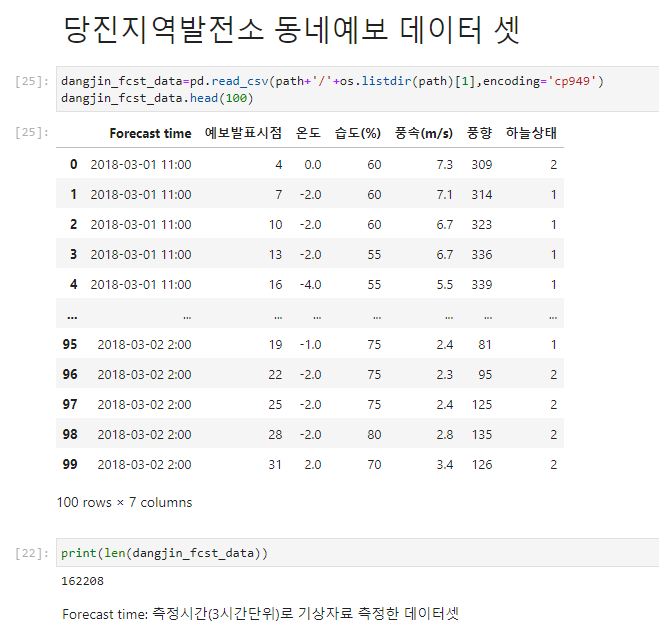 당진지역발전소 동네예보 데이터 셋
[25]: dangjin_fcst_data=pd.read_csv(path+'/'+os.listdir(path)[1],encoding='cp949')
dangjin_fcst_data.head(100)
[25]: Forecast time 예보발표시점 온도 습도(%) 풍속(m/s) 풍향 하늘상태
0 2018-03-01 11:00 4 0.0 60 7.3 309 2
1 2018-03-01 11:00 7 -2.0 60 7.1 314 1
2 2018-03-01 11:00 10 -2.0 60 6.7 323 1
3 2018-03-01 11:00 13 -2.0 55 6.7 336 1
4 2018-03-01 11:00 16 -4.0 55 5.5 339 1
... ... ... ... ... ... ... ...
95 2018-03-02 2:00 19 -1.0 75 2.4 81 1
96 2018-03-02 2:00 22 -2.0 75 2.3 95 2
97 2018-03-02 2:00 25 -2.0 75 2.4 125 2
98 2018-03-02 2:00 28 -2.0 80 2.8 135 2
99 2018-03-02 2:00 31 2.0 70 3.4 126 2
100 rows × 7 columns
[22]: print(len(dangjin_fcst_data))
162208
Forecast time: 측정시간(3시간단위)로 기상자료 측정한 데이터셋